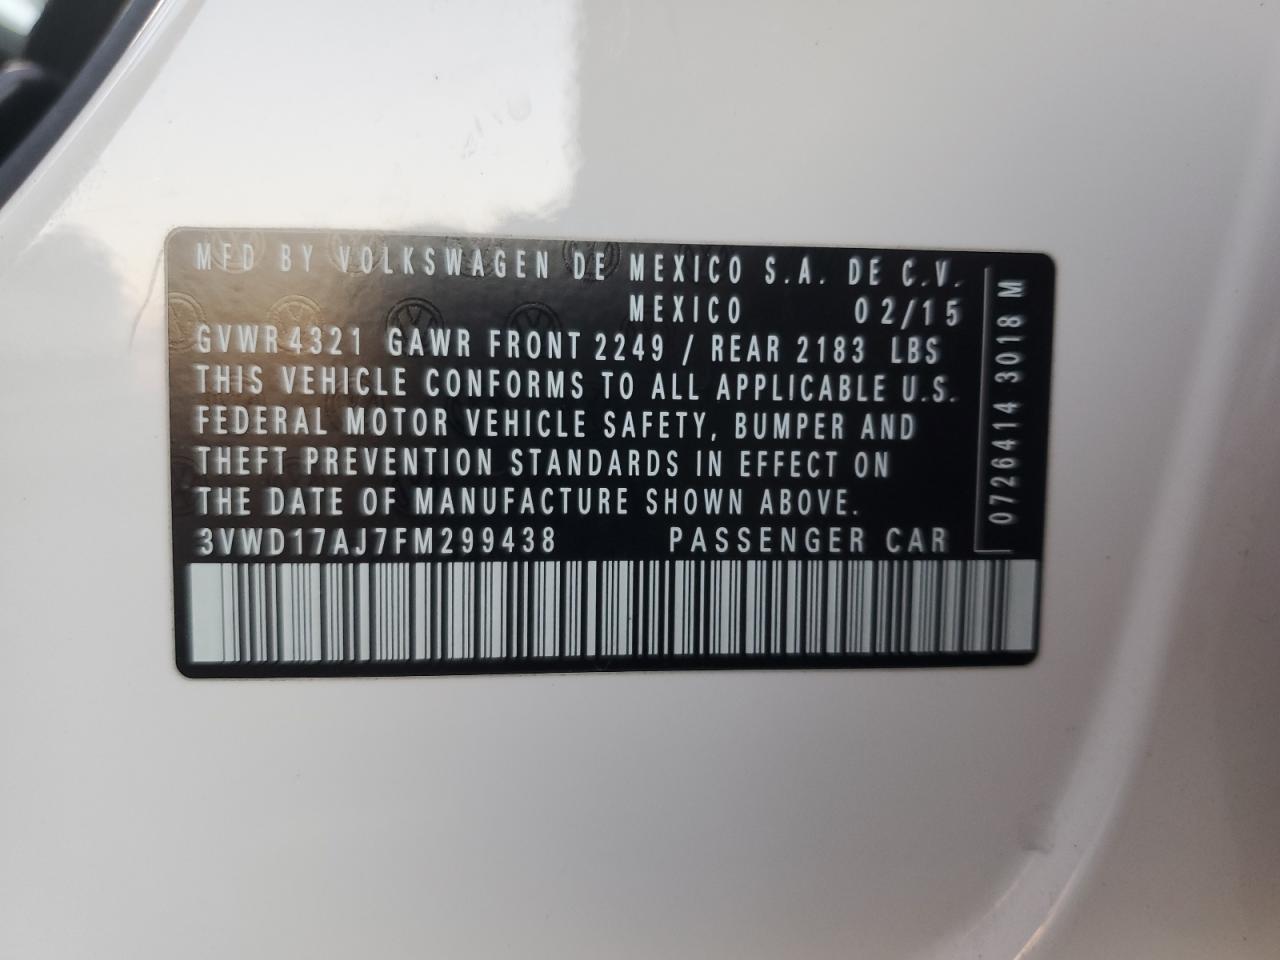 MFD BY VOLKSWAGEN DE MEXICO S.A. DE C.V.
MEXICO 02/15
GVWR 4321 GAWR FRONT 2249 / REAR 2183 LBS
THIS VEHICLE CONFORMS TO ALL APPLICABLE U.S.
FEDERAL MOTOR VEHICLE SAFETY, BUMPER AND
THEFT PREVENTION STANDARDS IN EFFECT ON
THE DATE OF MANUFACTURE SHOWN ABOVE.
3VWD17AJ7FM299438 PASSENGER CAR
0726414 3018 M